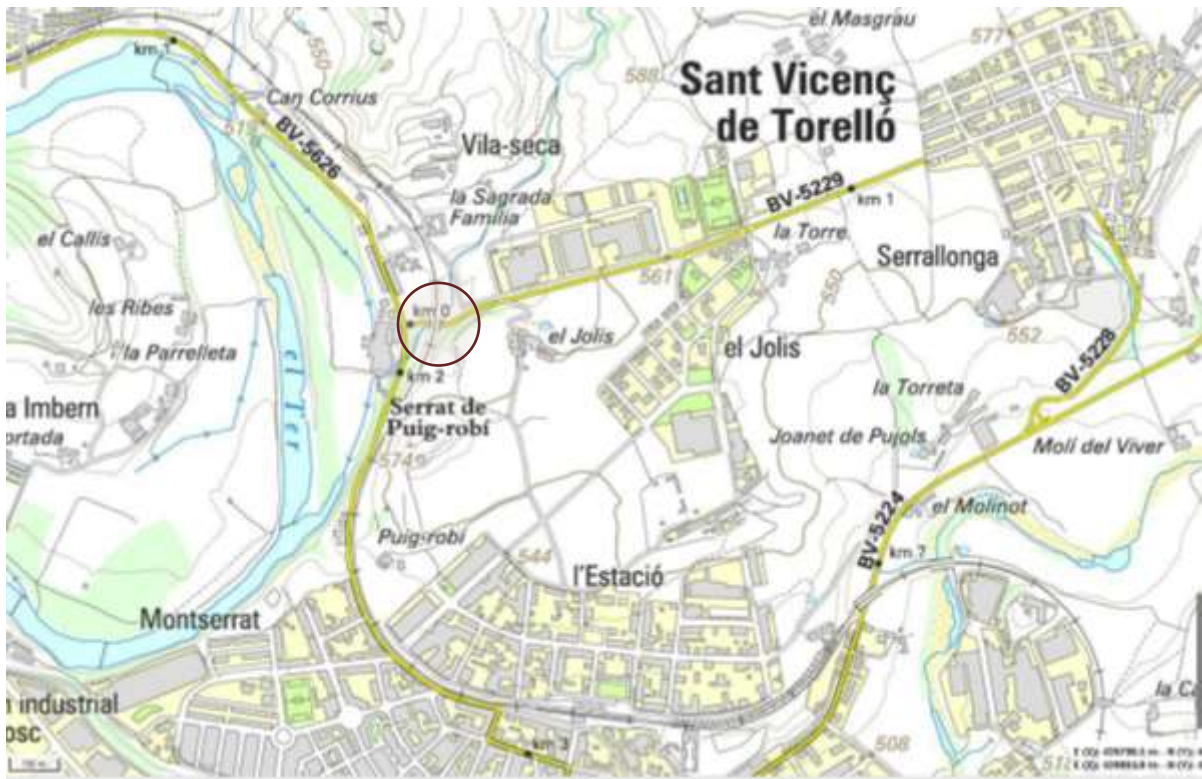 el Masgrau
577
km 1
550
588
Sant Vicenç
de Torelló
Can Corrius
BV-5626
Vila-seca
la Sagrada
Família
BV-5229
km 1
la Torre
el Callis
561
Serrallonga
550
les Ribes
km 0
552
el Jolis
el Jolis
la Parrelleta
BV-5228
km 2
el Ter
la Torreta
a Imbern
ortada
Serrat de
Puig-robí
Joanet de Pujols
Molí del Viver
574
BV-5224
el Molinot
Puig-robí
544
km 7
l'Estació
Montserrat
n industrial
osc
km 3
508